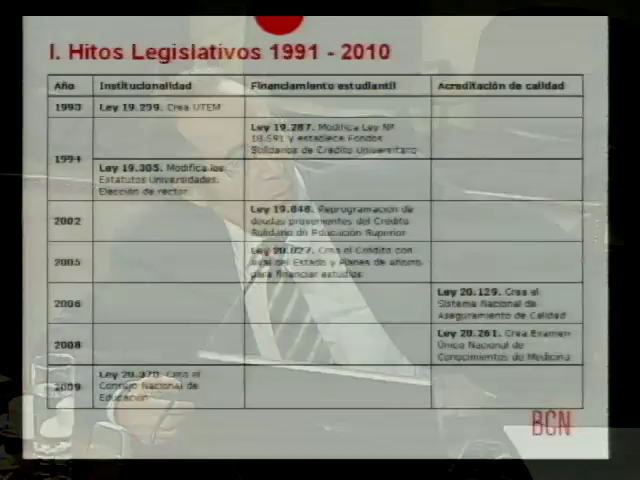 I. Hitos Legislativos 1991 - 2010
Año Institucionalidad Financiamiento estudiantil Acreditación de calidad
1993 Ley 19.239. Crea UTEM
1994
Ley 19.287. Modifica Ley Nº
18.591 y establece Fondos
Solidarios de Crédito Universitario
Ley 19.305. Modifica los
Estatutos Universidades.
Elección de rector
2002
Ley 19.848. Reprogramación de
deudas provenientes del Crédito
Solidario de Educación Superior
2005
Ley 20.027. Crea el Crédito con
aval del Estado y Planes de ahorro
para financiar estudios
2006
Ley 20.129. Crea el
Sistema Nacional de
Aseguramiento de Calidad
2008
Ley 20.261. Crea Examen
Único Nacional de
Conocimientos de Medicina
2009
Ley 20.370. Crea el
Consejo Nacional de
Educación
BCN